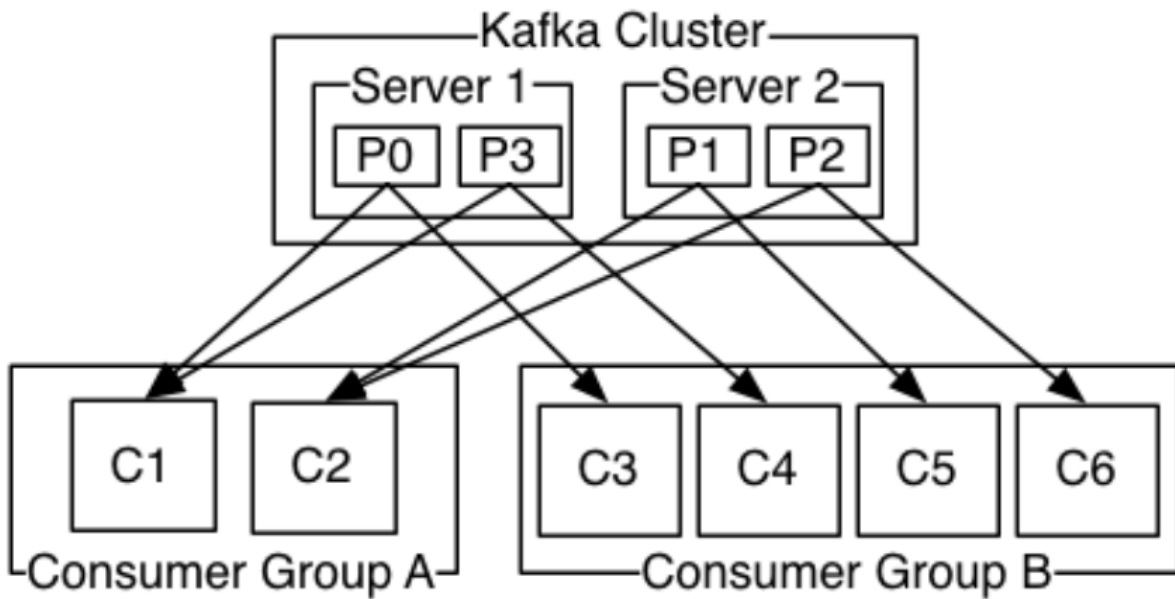 Kafka Cluster
Server 1
Server 2
P0
P3
P1
P2
C1
C2
C3
C4
C5
C6
Consumer Group A
Consumer Group B